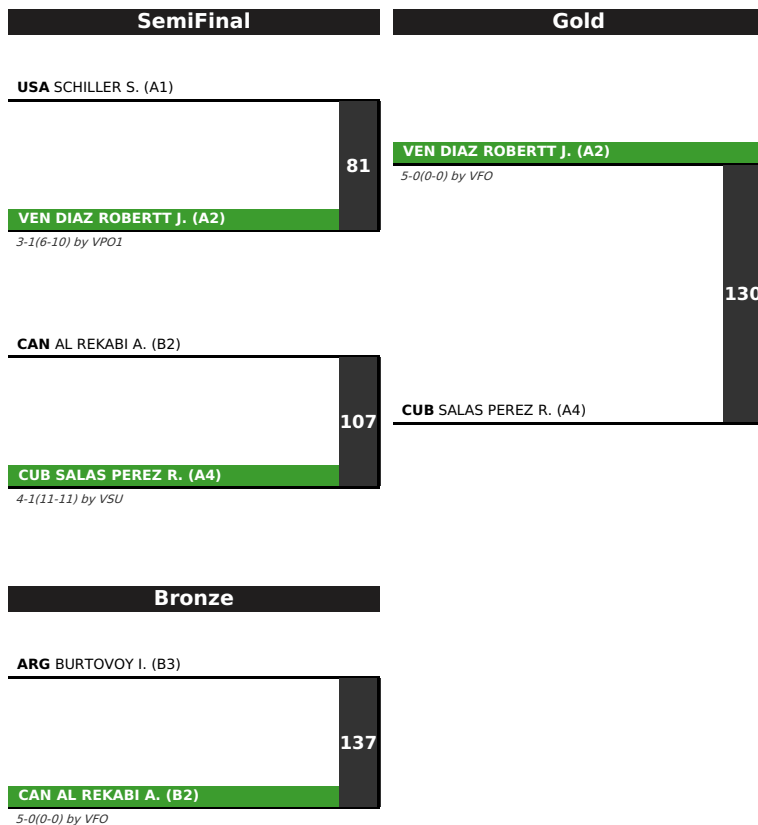 SemiFinal
USA SCHILLER S. (A1)
81
VEN DIAZ ROBERTT J. (A2)
3-1(6-10) by VPO1
CAN AL REKABI A. (B2)
107
CUB SALAS PEREZ R. (A4)
4-1(11-11) by VSU
Gold
VEN DIAZ ROBERTT J. (A2)
5-0(0-0) by VFO
130
CUB SALAS PEREZ R. (A4)
Bronze
ARG BURTOVOY I. (B3)
137
CAN AL REKABI A. (B2)
5-0(0-0) by VFO